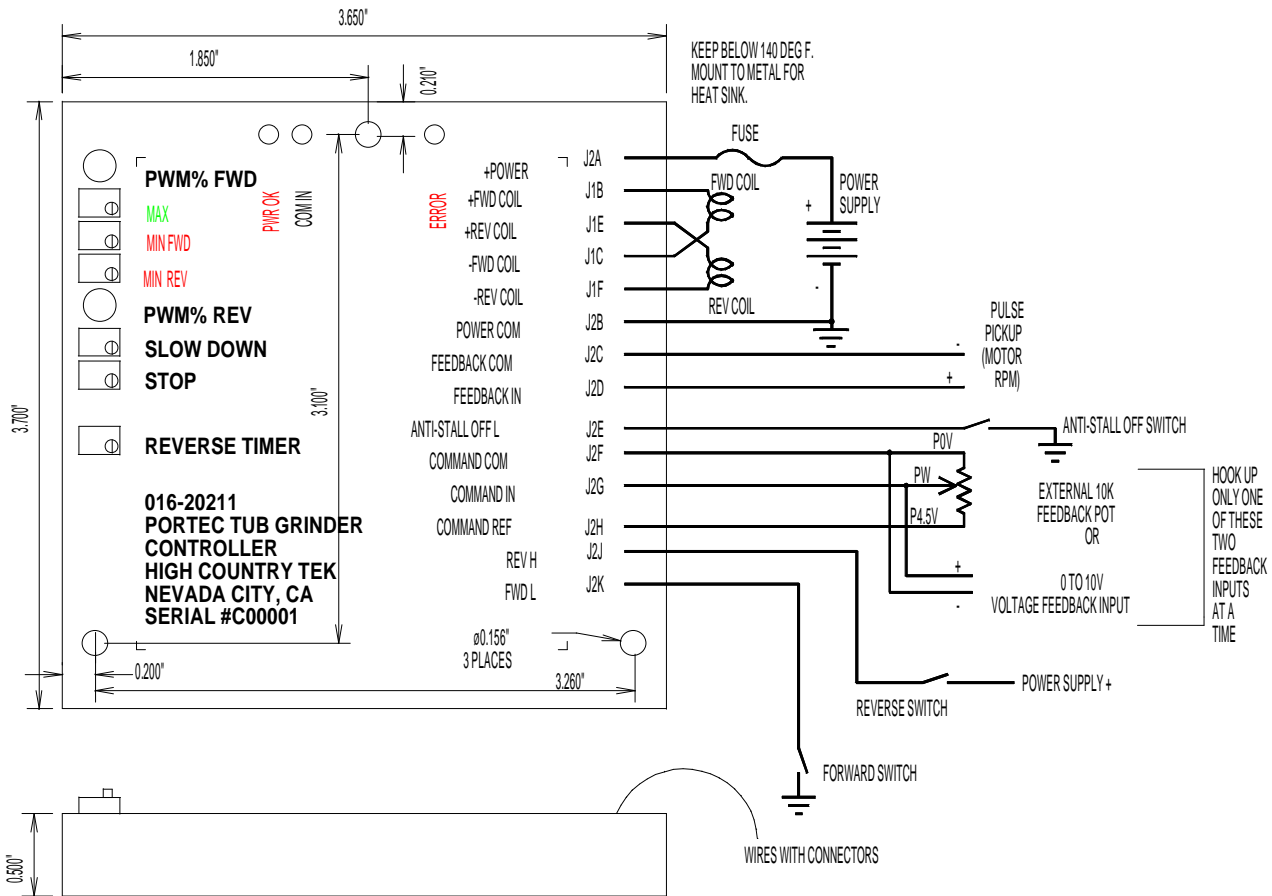 3.650"
1.850"
0.210"
KEEP BELOW 140 DEG F.
MOUNT TO METAL FOR
HEAT SINK.
FUSE
PWM% FWD
MAX
MIN FWD
MIN REV
PWM% REV
SLOW DOWN
STOP
REVERSE TIMER
PWR OK
COM IN
ERROR
3.700"
3.100"
016-20211
PORTEC TUB GRINDER
CONTROLLER
HIGH COUNTRY TEK
NEVADA CITY, CA
SERIAL #C00001
+POWER
+FWD COIL
+REV COIL
-FWD COIL
-REV COIL
POWER COM
FEEDBACK COM
FEEDBACK IN
ANTI-STALL OFF L
COMMAND COM
COMMAND IN
COMMAND REF
REV H
FWD L
J2A
J1B
J1E
J1C
J1F
J2B
J2C
J2D
J2E
J2F
J2G
J2H
J2J
J2K
FWD COIL
REV COIL
POWER
SUPPLY
+
-
PULSE
PICKUP
(MOTOR
RPM)
-
+
ANTI-STALL OFF SWITCH
P0V
PW
P4.5V
EXTERNAL 10K
FEEDBACK POT
OR
+
-
0 TO 10V
VOLTAGE FEEDBACK INPUT
HOOK UP
ONLY ONE
OF THESE
TWO
FEEDBACK
INPUTS
AT A
TIME
ø0.156"
3 PLACES
0.200"
3.260"
REVERSE SWITCH
POWER SUPPLY +
FORWARD SWITCH
WIRES WITH CONNECTORS
0.500"